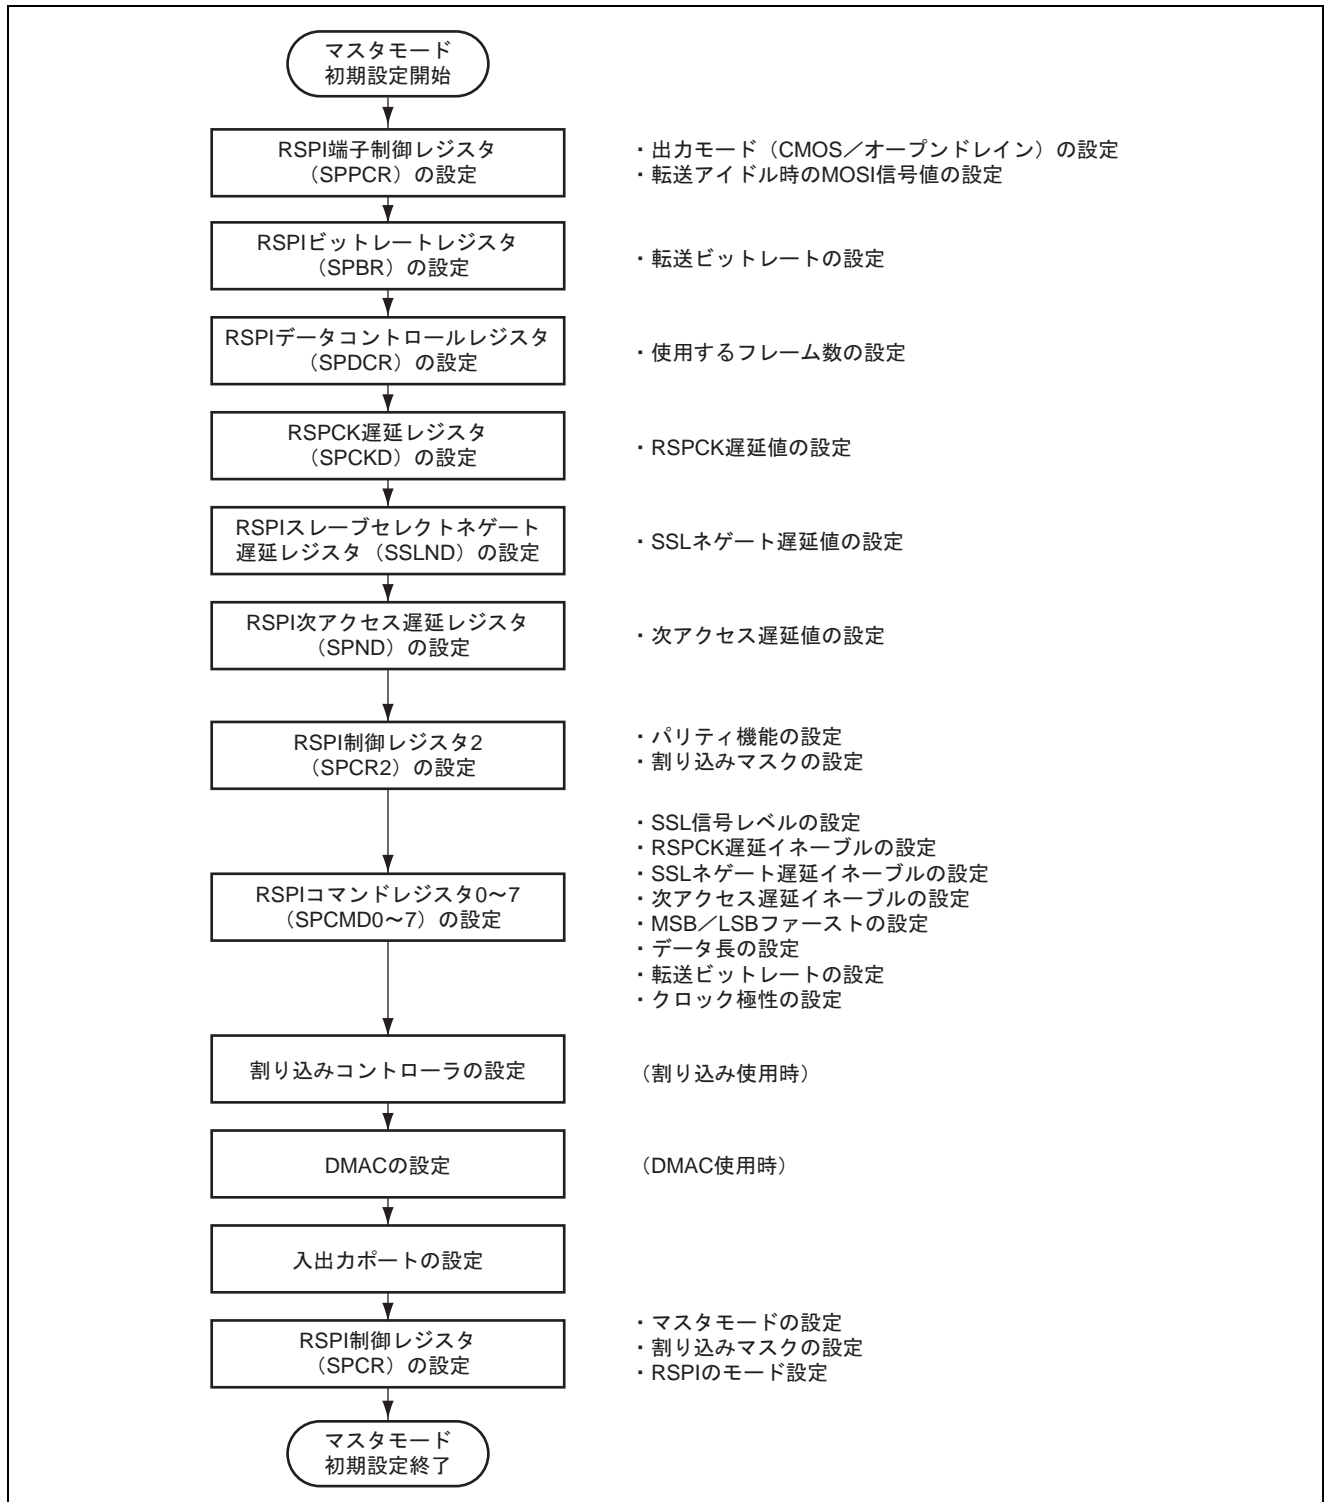 マスタモード
初期設定開始
RSPI端子制御レジスタ
（SPPCR）の設定
・出力モード（CMOS／オープンドレイン）の設定
・転送アイドル時のMOSI信号値の設定
RSPIビットレートレジスタ
（SPBR）の設定
・転送ビットレートの設定
RSPIデータコントロールレジスタ
（SPDCR）の設定
・使用するフレーム数の設定
RSPCK遅延レジスタ
（SPCKD）の設定
・RSPCK遅延値の設定
RSPIスレーブセレクトネゲート
遅延レジスタ（SSLND）の設定
・SSLネゲート遅延値の設定
RSPI次アクセス遅延レジスタ
（SPND）の設定
・次アクセス遅延値の設定
RSPI制御レジスタ2
（SPCR2）の設定
・パリティ機能の設定
・割り込みマスクの設定
RSPIコマンドレジスタ0～7
（SPCMD0～7）の設定
・SSL信号レベルの設定
・RSPCK遅延イネーブルの設定
・SSLネゲート遅延イネーブルの設定
・次アクセス遅延イネーブルの設定
・MSB／LSBファーストの設定
・データ長の設定
・転送ビットレートの設定
・クロック極性の設定
割り込みコントローラの設定
（割り込み使用時）
DMACの設定
（DMAC使用時）
入出力ポートの設定
RSPI制御レジスタ
（SPCR）の設定
・マスタモードの設定
・割り込みマスクの設定
・RSPIのモード設定
マスタモード
初期設定終了